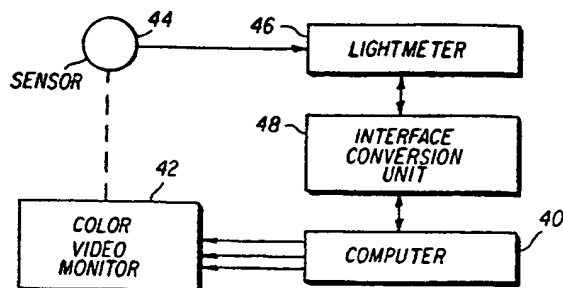 44
SENSOR
46
LIGHTMETER
48
INTERFACE
CONVERSION
UNIT
42
COLOR
VIDEO
MONITOR
COMPUTER
40